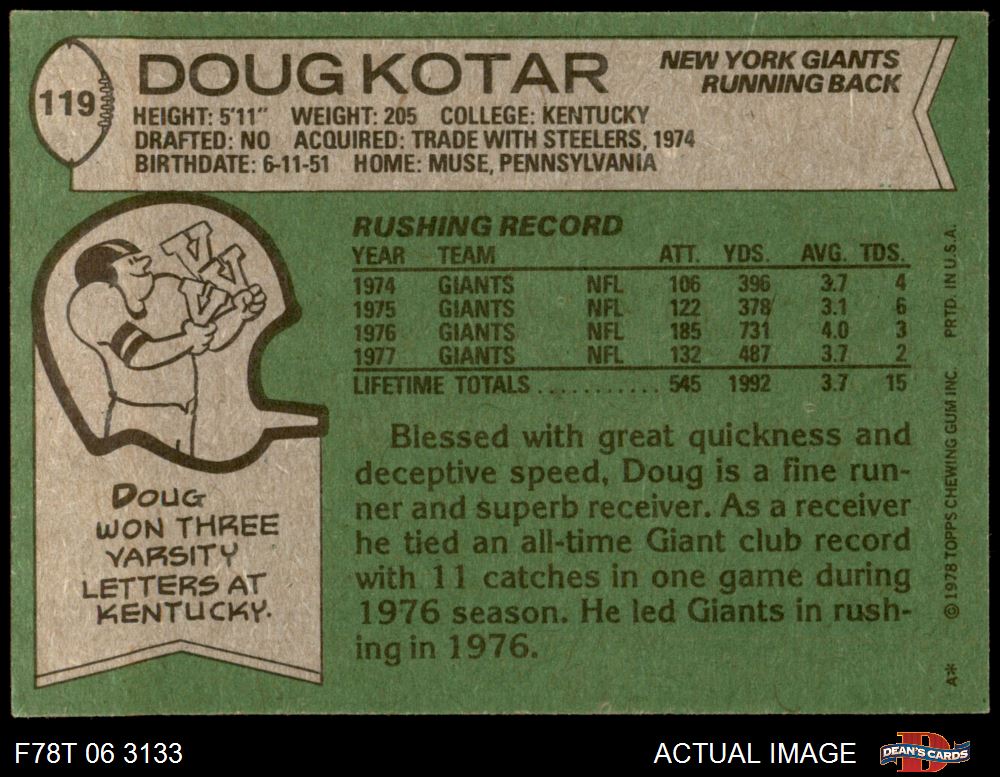 119
DOUG KOTAR
NEW YORK GIANTS
RUNNING BACK
HEIGHT: 5'11" WEIGHT: 205 COLLEGE: KENTUCKY
DRAFTED: NO ACQUIRED: TRADE WITH STEELERS, 1974
BIRTHDATE: 6-11-51 HOME: MUSE, PENNSYLVANIA
V V V
DOUG
WON THREE
VARSITY
LETTERS AT
KENTUCKY.
RUSHING RECORD
YEAR TEAM ATT. YDS. AVG. TDS.
1974 GIANTS NFL 106 396 3.7 4
1975 GIANTS NFL 122 378 3.1 6
1976 GIANTS NFL 185 731 4.0 3
1977 GIANTS NFL 132 487 3.7 2
LIFETIME TOTALS . . . . . . . . . . . 545 1992 3.7 15
Blessed with great quickness and
deceptive speed, Doug is a fine run-
ner and superb receiver. As a receiver
he tied an all-time Giant club record
with 11 catches in one game during
1976 season. He led Giants in rush-
ing in 1976.
A* © 1978 TOPPS CHEWING GUM INC. PRTD. IN U.S.A.
F78T 06 3133
ACTUAL IMAGE
D
DEAN'S CARDS